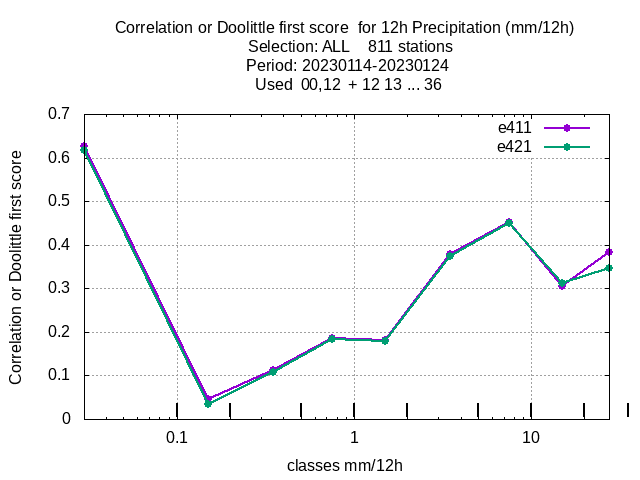 Correlation or Doolittle first score  for 12h Precipitation (mm/12h)
Selection: ALL    811 stations
Period: 20230114-20230124
Used  00,12  + 12 13 ... 36
e411
e421
0.7
0.6
0.5
0.4
0.3
0.2
0.1
0
Correlation or Doolittle first score
0.1 1 10
classes mm/12h